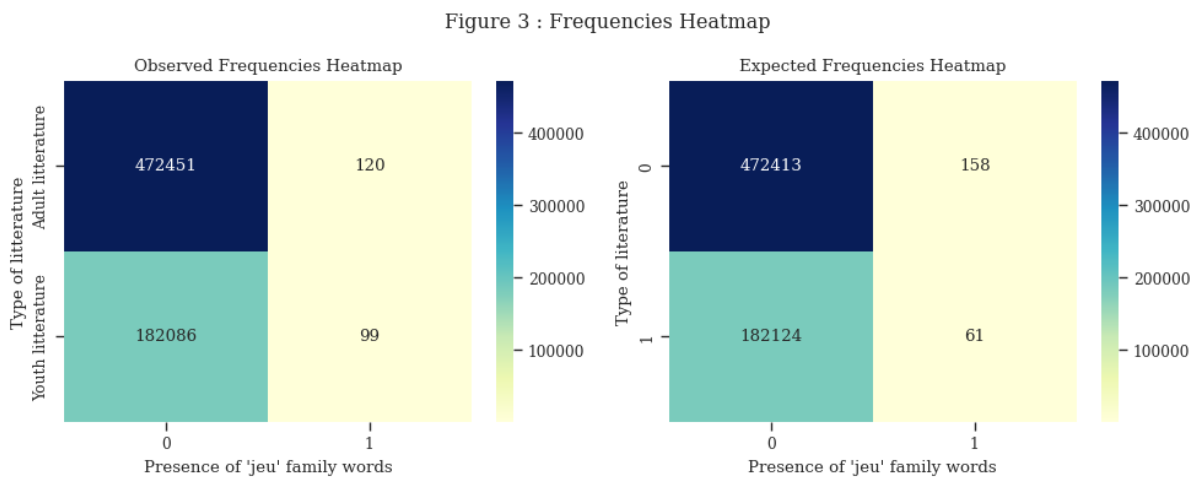 Figure 3 : Frequencies Heatmap
Observed Frequencies Heatmap
Type of litterature
Adult litterature
Youth litterature
472451 120
182086 99
0 1
Presence of 'jeu' family words
400000
300000
200000
100000
Expected Frequencies Heatmap
Type of literature
0
1
472413 158
182124 61
0 1
Presence of 'jeu' family words
400000
300000
200000
100000